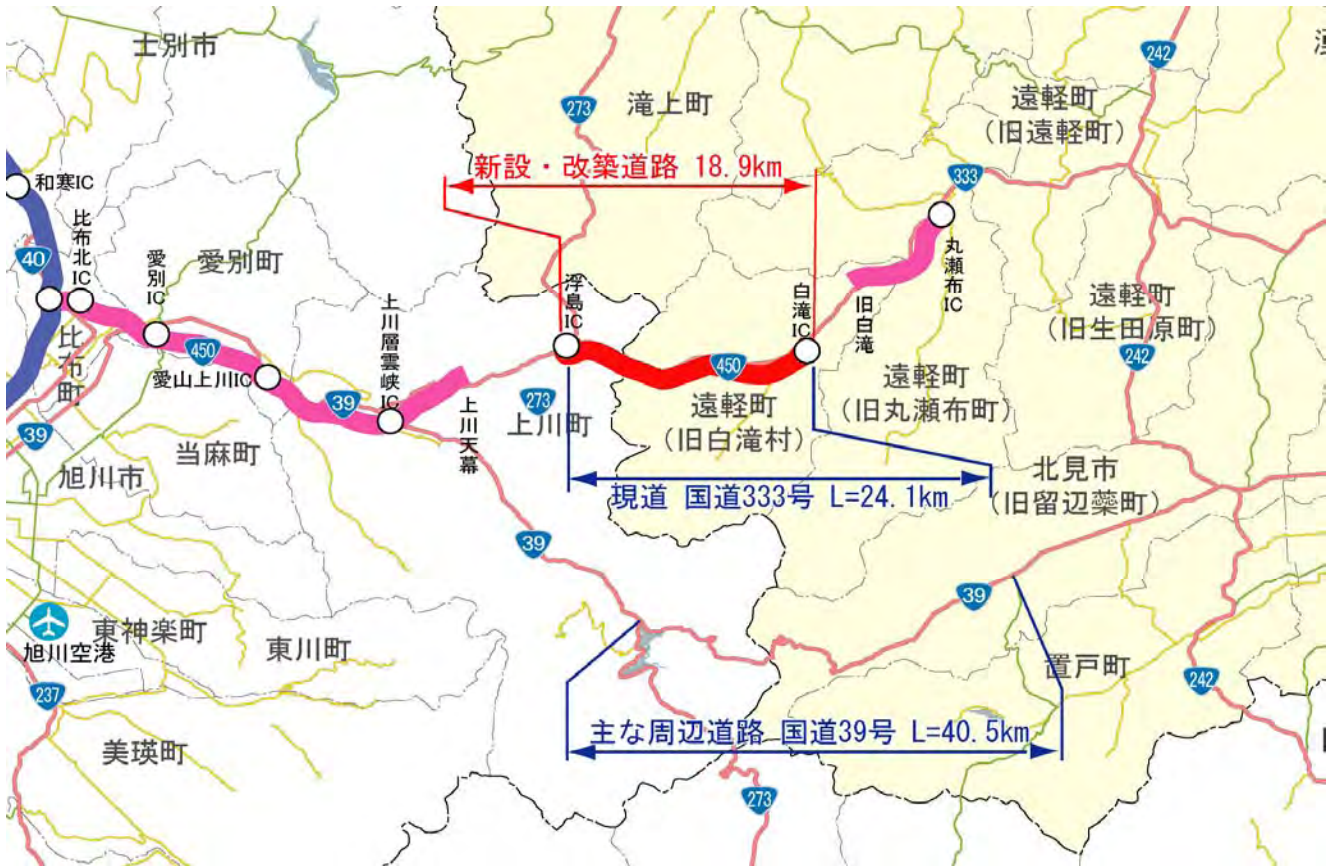 士別市
242
湧
273
滝上町
遠軽町
(旧遠軽町)
新設・改築道路 18.9km
333
和寒IC
比布北IC
40
愛別IC
愛別町
上川層雲峡IC
浮島IC
白滝IC
旧白滝
丸瀬布IC
遠軽町
(旧生田原町)
比布町
450
愛山上川IC
39
450
242
273
上川町
上川天幕
遠軽町
(旧白滝村)
遠軽町
(旧丸瀬布町)
39
当麻町
旭川市
北見市
(旧留辺蘂町)
現道 国道333号 L=24.1km
39
39
旭川空港
東神楽町
東川町
置戸町
237
242
主な周辺道路 国道39号 L=40.5km
美瑛町
273